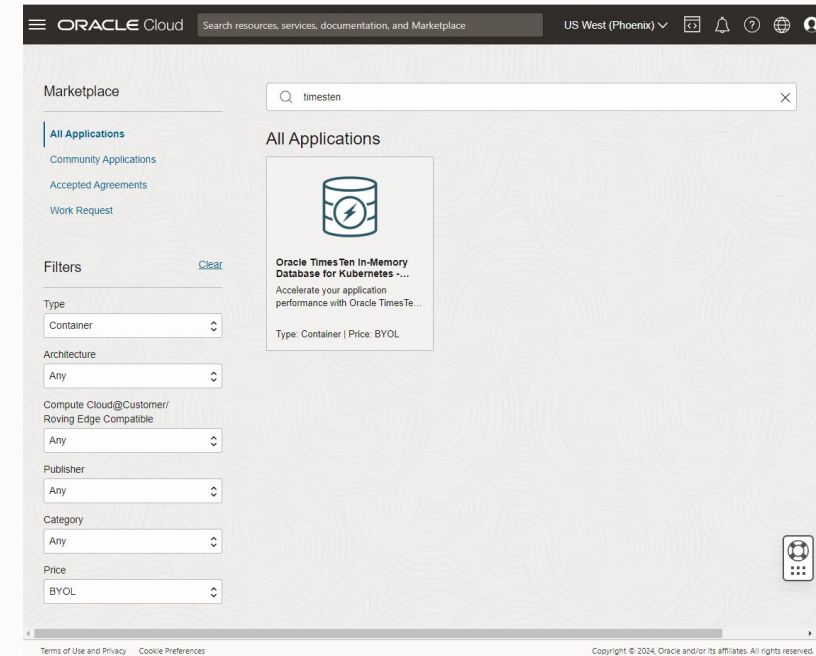 ORACLE Cloud
Search resources, services, documentation, and Marketplace
US West (Phoenix)
Marketplace
All Applications
Community Applications
Accepted Agreements
Work Request
Filters
Clear
Type
Container
Architecture
Any
Compute Cloud@Customer/
Roving Edge Compatible
Any
Publisher
Any
Category
Any
Price
BYOL
timesten
All Applications
Oracle TimesTen In-Memory
Database for Kubernetes -...
Accelerate your application
performance with Oracle TimesTe...
Type: Container | Price: BYOL
Terms of Use and Privacy
Cookie Preferences
Copyright © 2024, Oracle and/or its affiliates. All rights reserved.